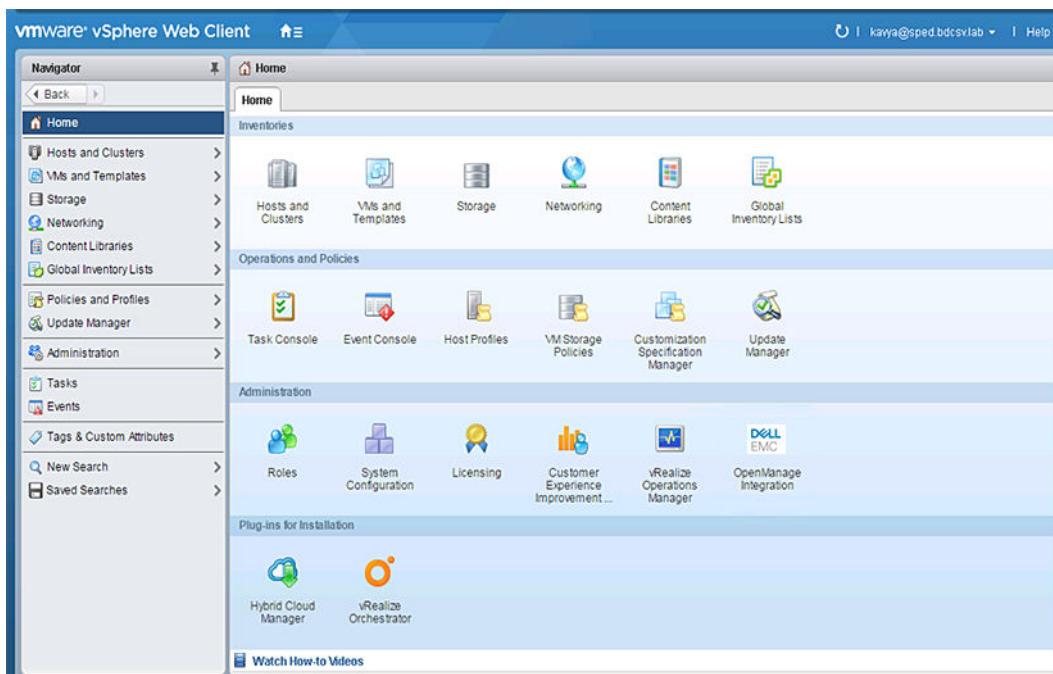 vmware® vSphere Web Client
kavya@sped.bdcsv.lab
Help
Navigator
Back
Home
Hosts and Clusters
VMs and Templates
Storage
Networking
Content Libraries
Global Inventory Lists
Policies and Profiles
Update Manager
Administration
Tasks
Events
Tags & Custom Attributes
New Search
Saved Searches
Home
Home
Inventories
Hosts and
Clusters
VMs and
Templates
Storage
Networking
Content
Libraries
Global
Inventory Lists
Operations and Policies
Task Console
Event Console
Host Profiles
VM Storage
Policies
Customization
Specification
Manager
Update
Manager
Administration
Roles
System
Configuration
Licensing
Customer
Experience
Improvement ...
vRealize
Operations
Manager
DELL
EMC
OpenManage
Integration
Plug-ins for Installation
Hybrid Cloud
Manager
vRealize
Orchestrator
Watch How-to Videos